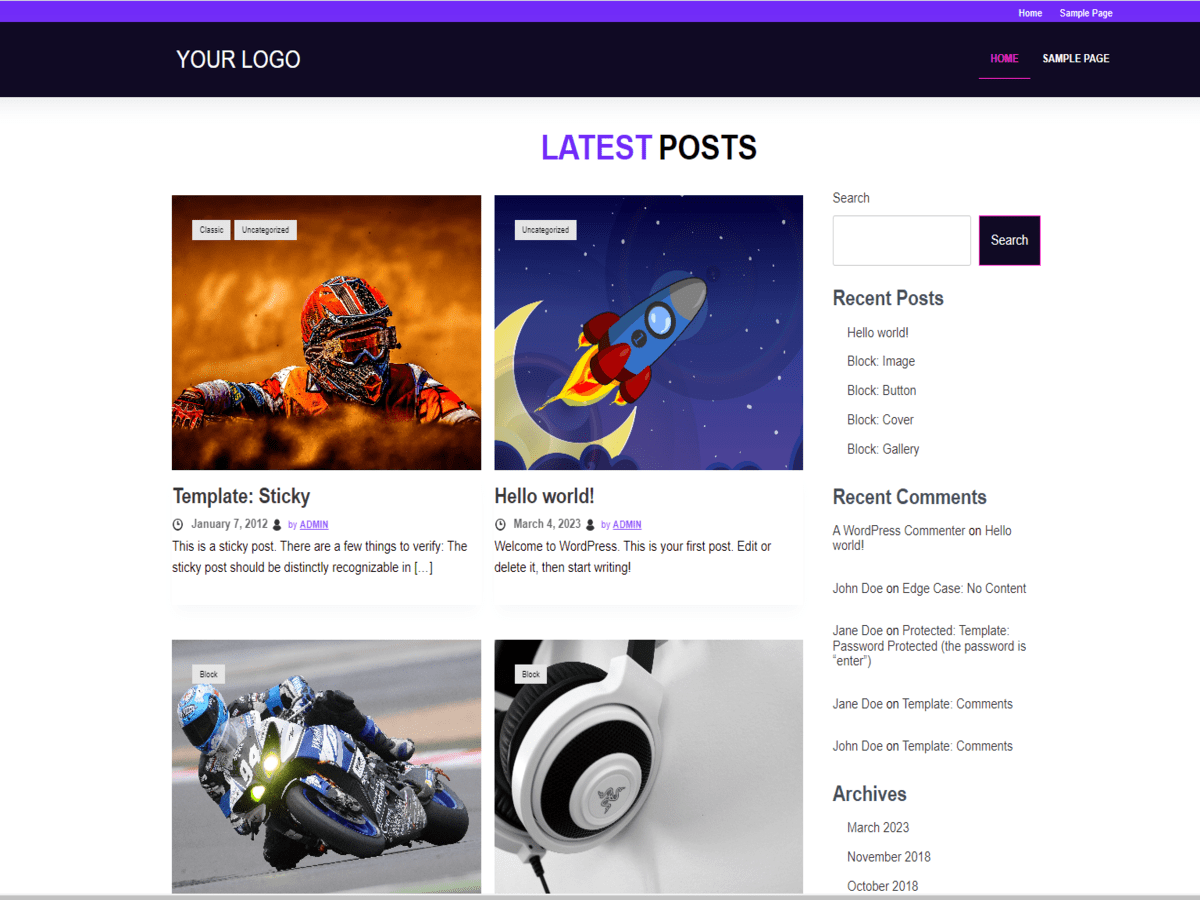 Home Sample Page
YOUR LOGO
HOME SAMPLE PAGE
LATEST POSTS
Classic Uncategorized
Template: Sticky
January 7, 2012 by ADMIN
This is a sticky post. There are a few things to verify: The
sticky post should be distinctly recognizable in […]
Uncategorized
Hello world!
March 4, 2023 by ADMIN
Welcome to WordPress. This is your first post. Edit or
delete it, then start writing!
Block
94
Block
Search
Search
Recent Posts
Hello world!
Block: Image
Block: Button
Block: Cover
Block: Gallery
Recent Comments
A WordPress Commenter on Hello
world!
John Doe on Edge Case: No Content
Jane Doe on Protected: Template:
Password Protected (the password is
“enter”)
Jane Doe on Template: Comments
John Doe on Template: Comments
Archives
March 2023
November 2018
October 2018